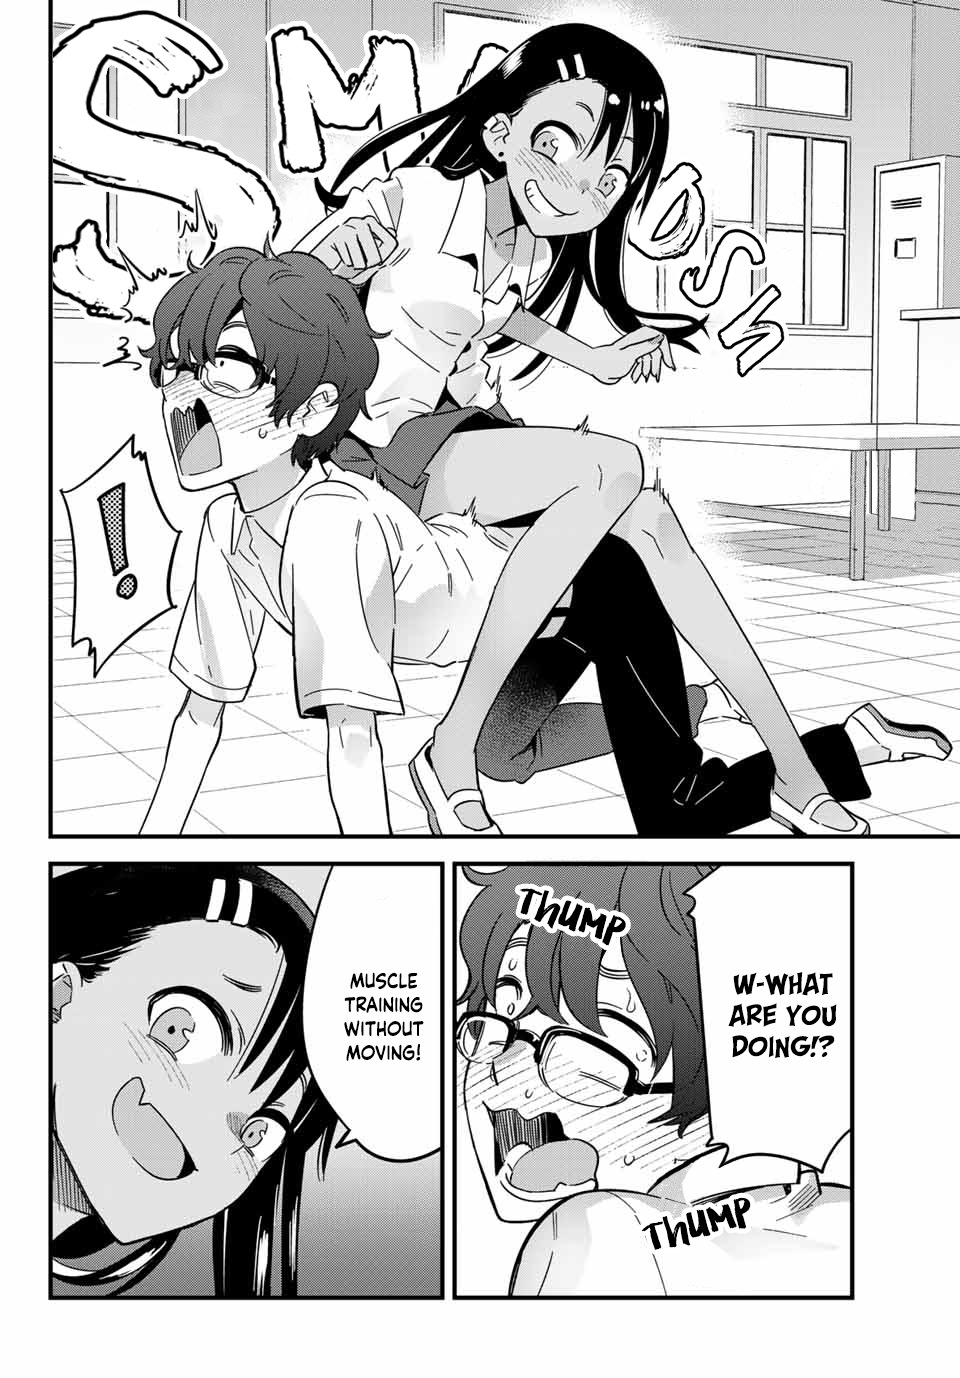 SMOOSH
!
THUMP
W-WHAT
ARE YOU
DOING!?
THUMP
MUSCLE
TRAINING
WITHOUT
MOVING!